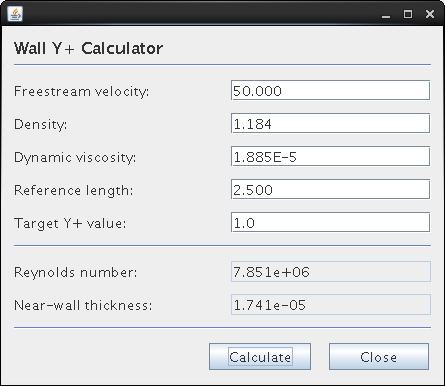 Wall Y+ Calculator
Freestream velocity: 50.000
Density: 1.184
Dynamic viscosity: 1.885E-5
Reference length: 2.500
Target Y+ value: 1.0
Reynolds number: 7.851e+06
Near-wall thickness: 1.741e-05
Calculate Close